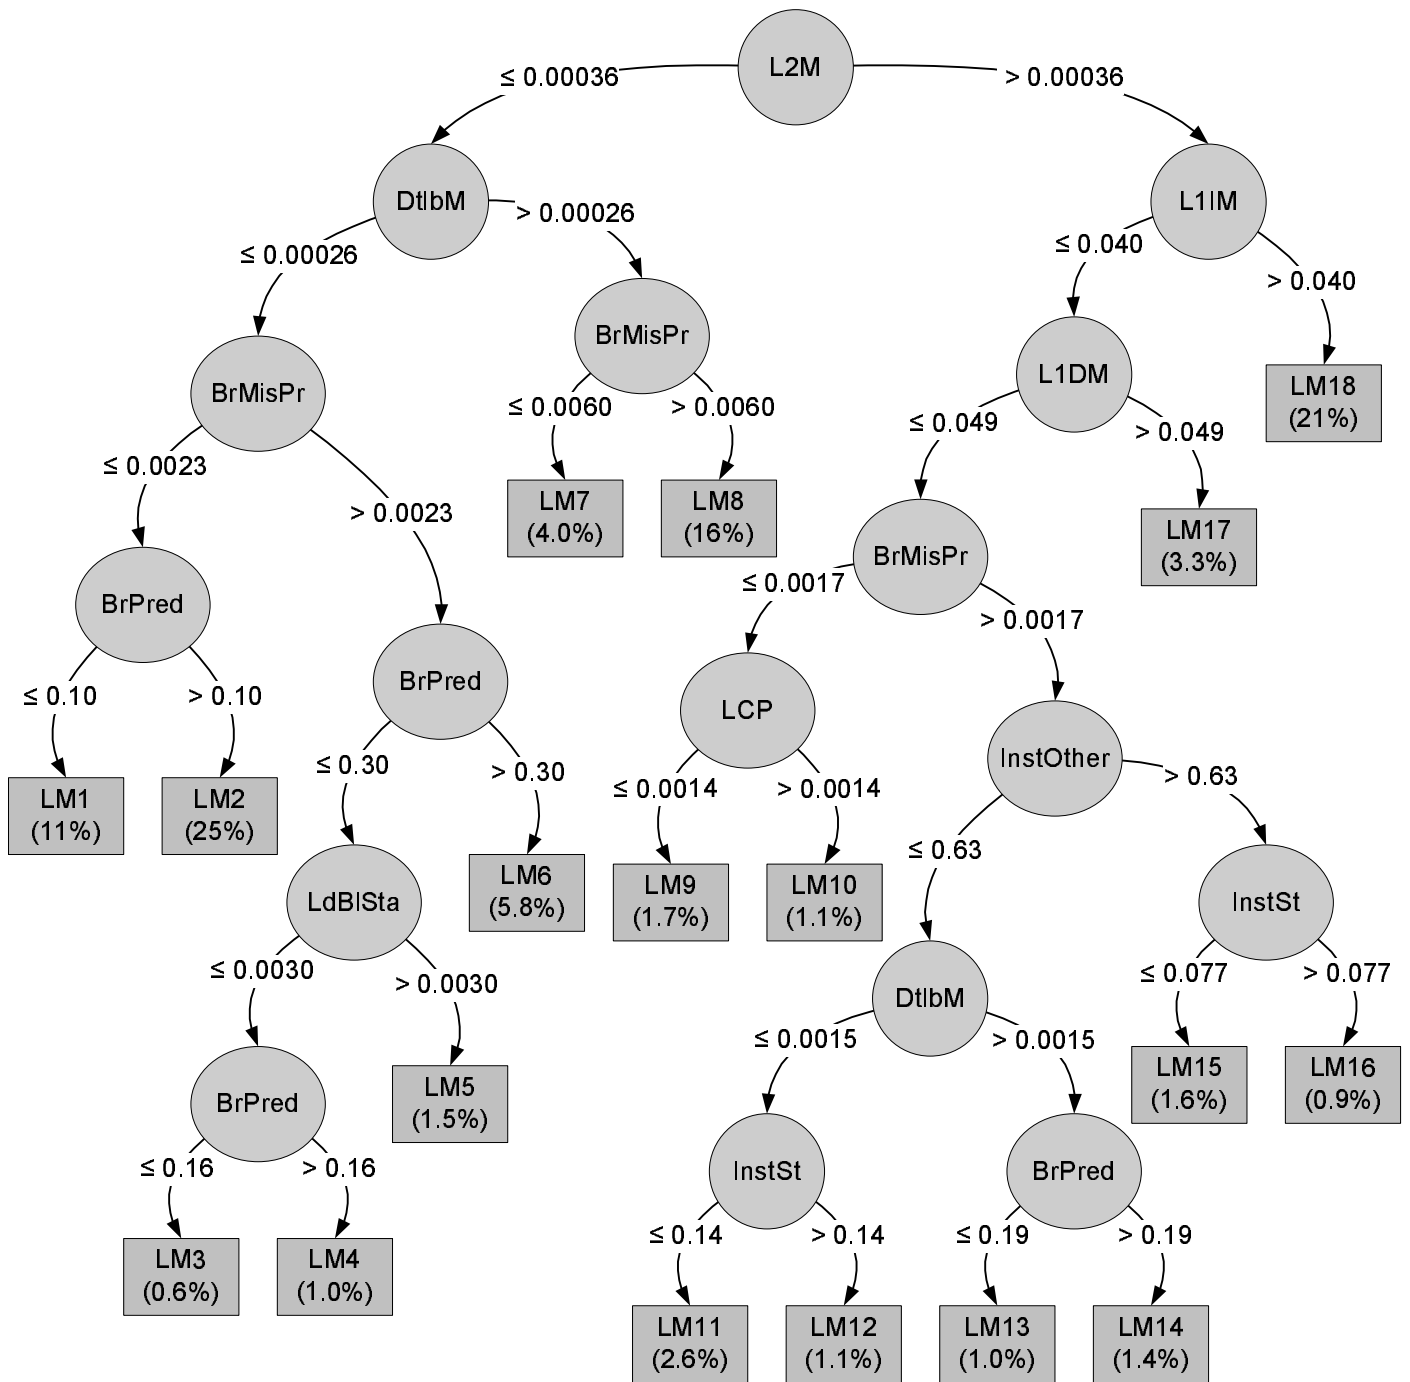 L2M
≤ 0.00036
> 0.00036
DtlbM
L1IM
> 0.00026
≤ 0.00026
≤ 0.040
> 0.040
BrMisPr
BrMisPr
L1DM
LM18
(21%)
≤ 0.0060
> 0.0060
≤ 0.049
> 0.049
≤ 0.0023
> 0.0023
LM7
(4.0%)
LM8
(16%)
LM17
(3.3%)
BrMisPr
≤ 0.0017
> 0.0017
BrPred
BrPred
LCP
InstOther
≤ 0.10
> 0.10
≤ 0.30
> 0.30
≤ 0.0014
> 0.0014
> 0.63
≤ 0.63
LM1
(11%)
LM2
(25%)
LdBlSta
LM6
(5.8%)
LM9
(1.7%)
LM10
(1.1%)
InstSt
≤ 0.0030
> 0.0030
≤ 0.077
> 0.077
DtlbM
≤ 0.0015
> 0.0015
BrPred
LM5
(1.5%)
LM15
(1.6%)
LM16
(0.9%)
≤ 0.16
> 0.16
InstSt
BrPred
≤ 0.14
> 0.14
≤ 0.19
> 0.19
LM3
(0.6%)
LM4
(1.0%)
LM11
(2.6%)
LM12
(1.1%)
LM13
(1.0%)
LM14
(1.4%)